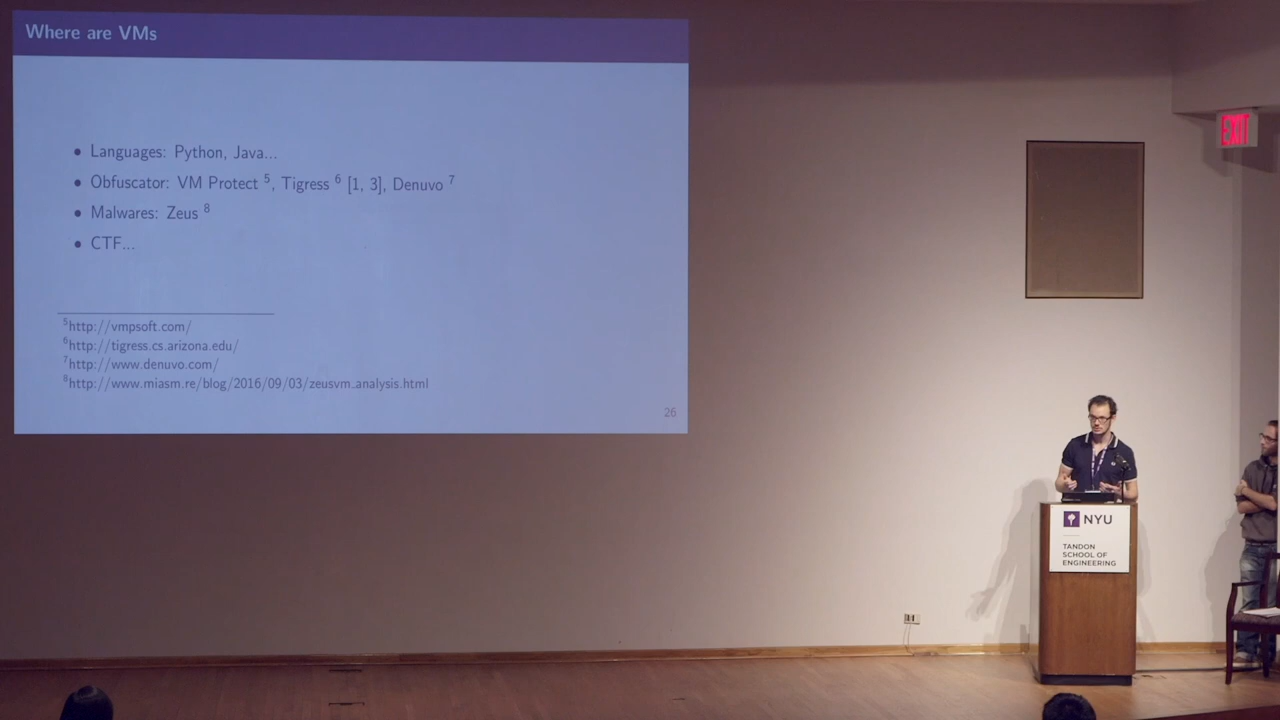 Where are VMs
• Languages: Python, Java...
• Obfuscator: VM Protect 5, Tigress 6 [1, 3], Denuvo 7
• Malwares: Zeus 8
• CTF...
5http://vmpsoft.com/
6http://tigress.cs.arizona.edu/
7http://www.denuvo.com/
8http://www.miasm.re/blog/2016/09/03/zeusvm_analysis.html
26
EXIT
NYU
TANDON
SCHOOL OF
ENGINEERING